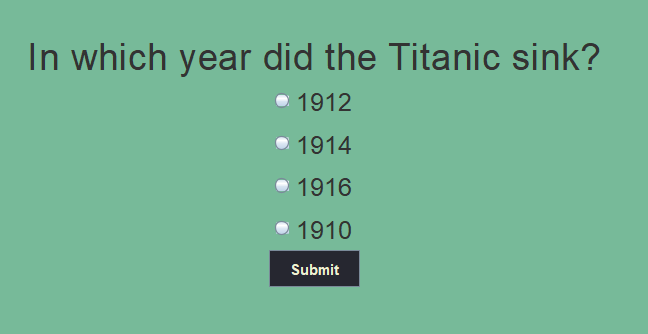 In which year did the Titanic sink?
1912
1914
1916
1910
Submit